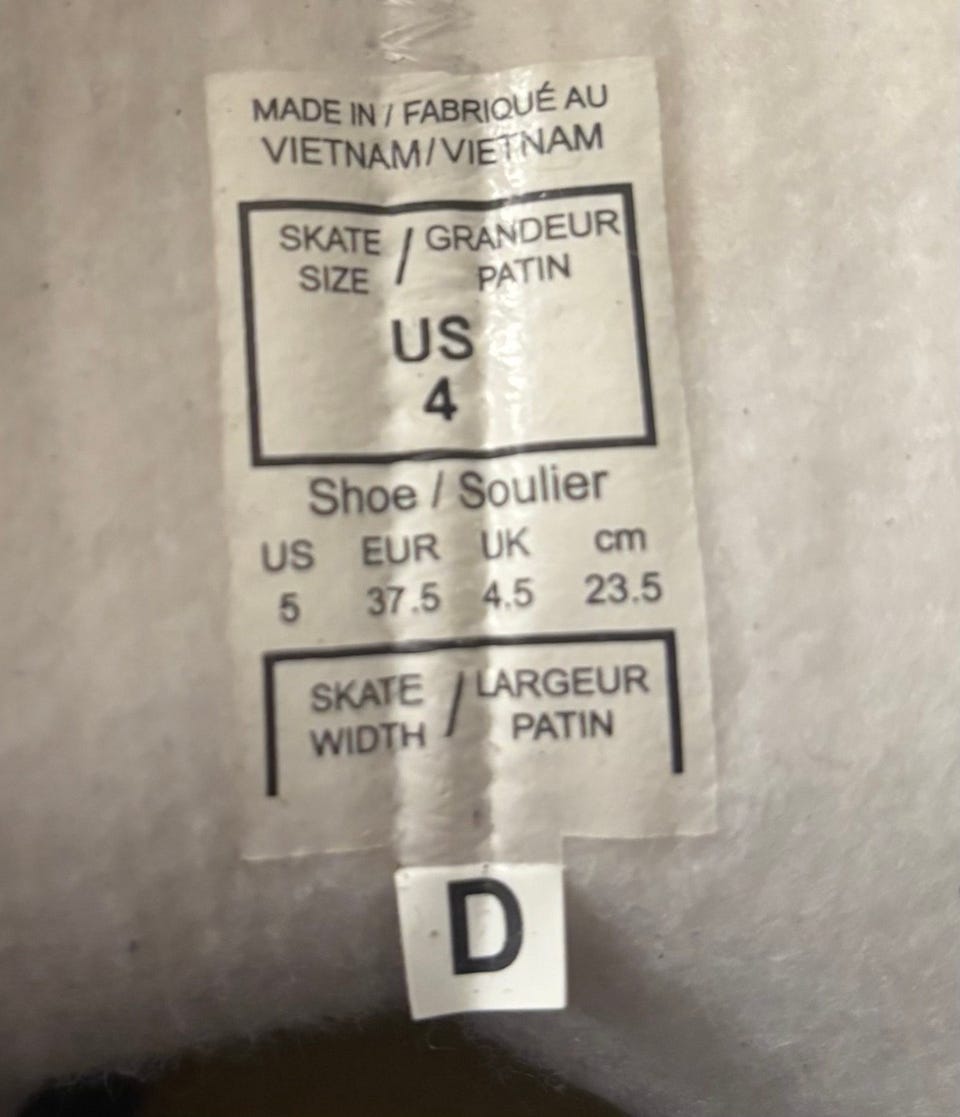 MADE IN / FABRIQUÉ AU
VIETNAM / VIETNAM
SKATE / GRANDEUR
SIZE PATIN
US
4
Shoe / Soulier
US EUR UK cm
5 37.5 4.5 23.5
SKATE / LARGEUR
WIDTH PATIN
D